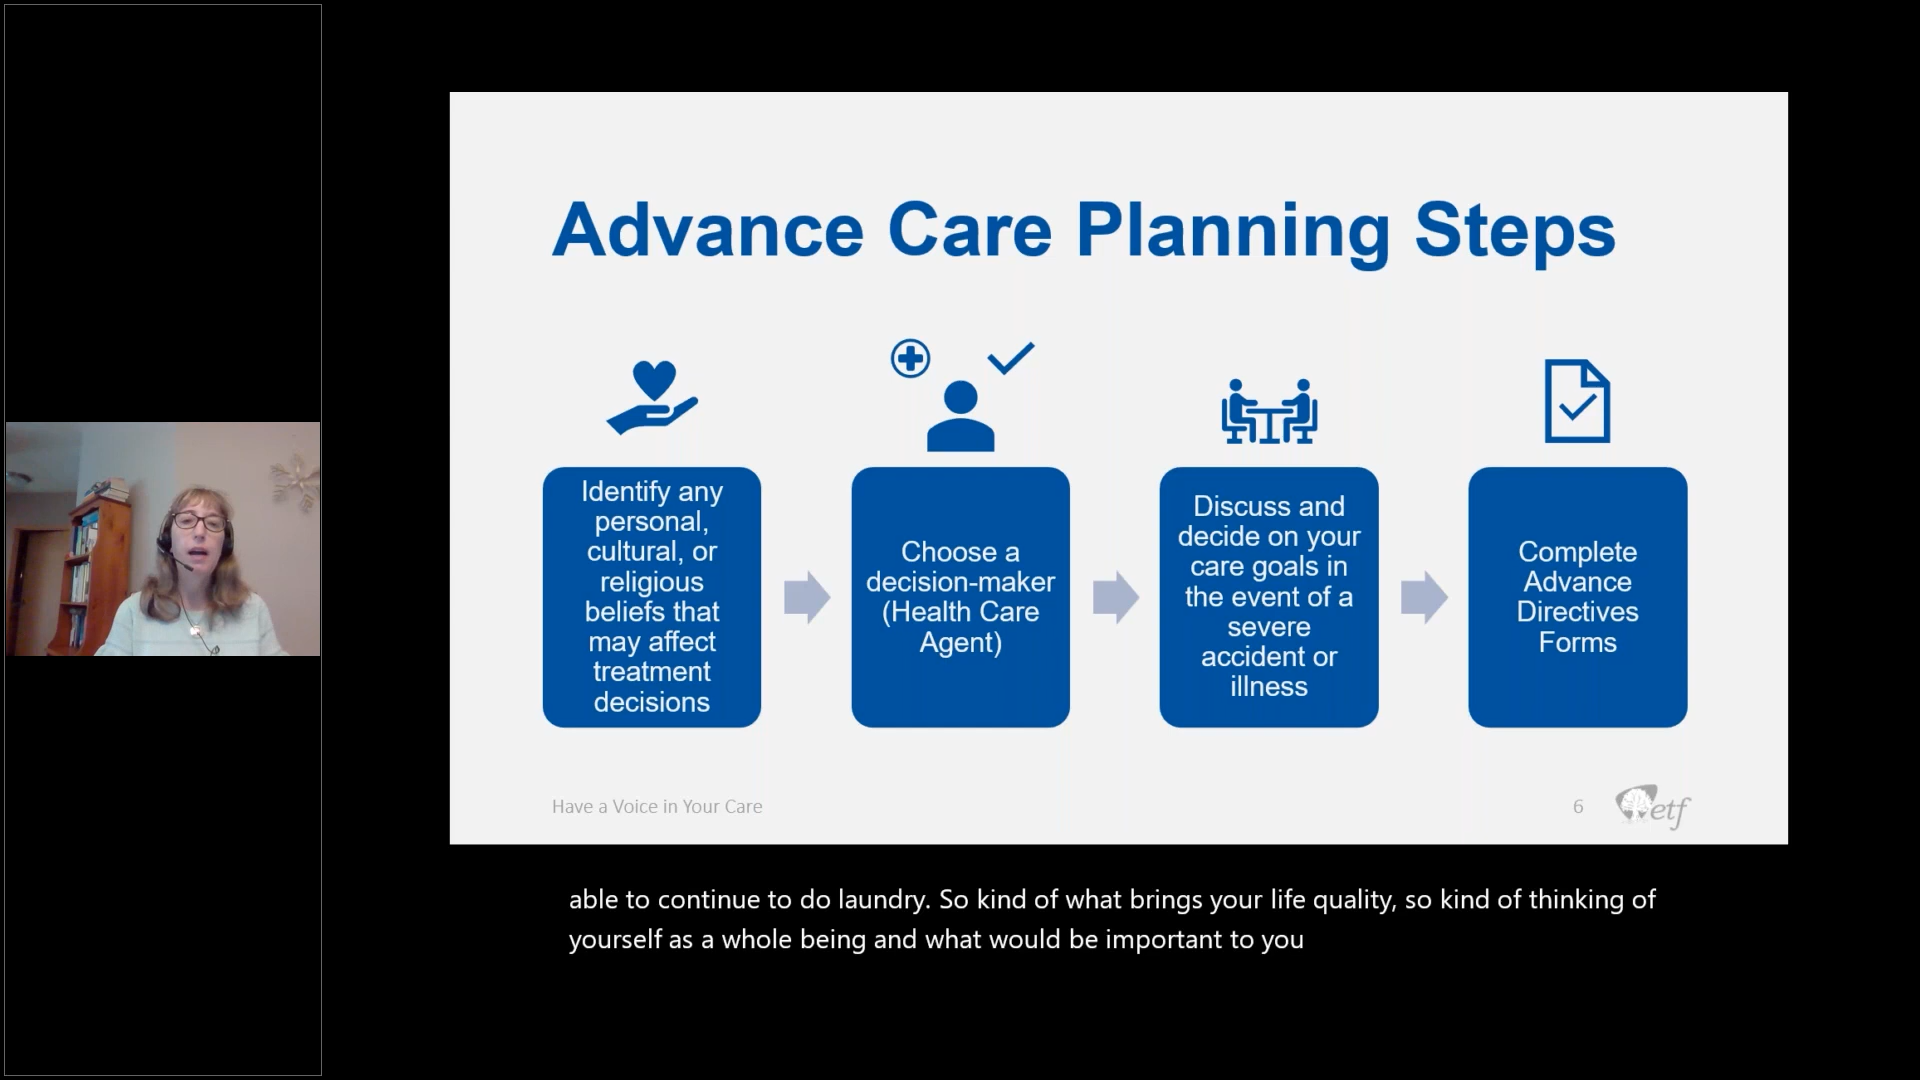 Advance Care Planning Steps
Identify any
personal,
cultural, or
religious
beliefs that
may affect
treatment
decisions
Choose a
decision-maker
(Health Care
Agent)
Discuss and
decide on your
care goals in
the event of a
severe
accident or
illness
Complete
Advance
Directives
Forms
Have a Voice in Your Care
6
etf
able to continue to do laundry. So kind of what brings your life quality, so kind of thinking of
yourself as a whole being and what would be important to you